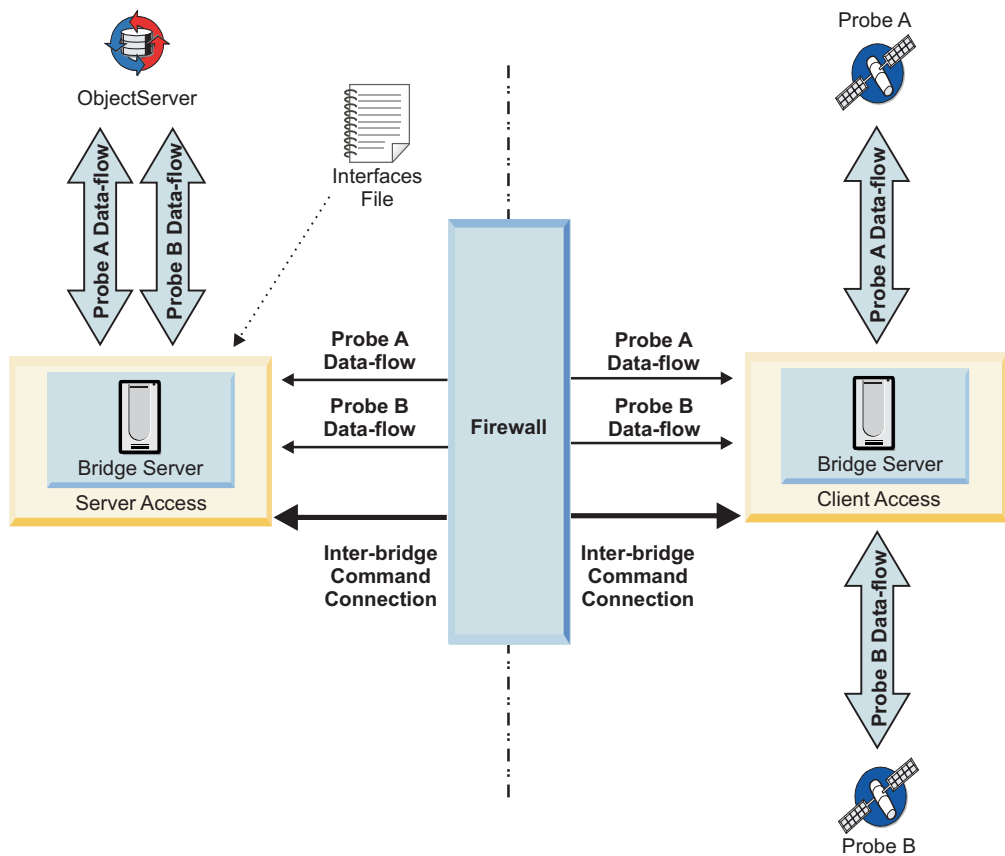 Probe A
ObjectServer
Interfaces
File
Probe A Data-flow
Probe B Data-flow
Probe A Data-flow
Probe A
Data-flow
Probe B
Data-flow
Probe A
Data-flow
Probe B
Data-flow
Firewall
Bridge Server
Server Access
Bridge Server
Client Access
Inter-bridge
Command
Connection
Inter-bridge
Command
Connection
Probe B Data-flow
Probe B